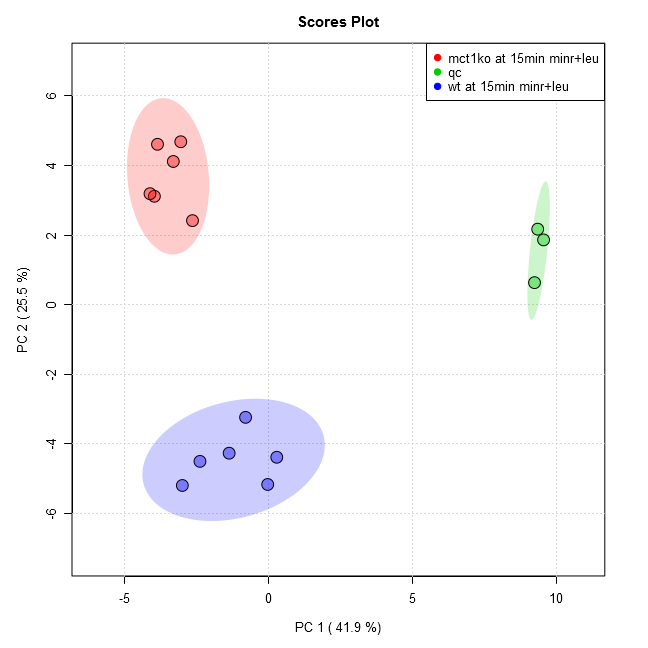 Scores Plot
mct1ko at 15min minr+leu
qc
wt at 15min minr+leu
6
4
2
0
-2
-4
-6
PC 2 ( 25.5 %)
-5
0
5
10
PC 1 ( 41.9 %)